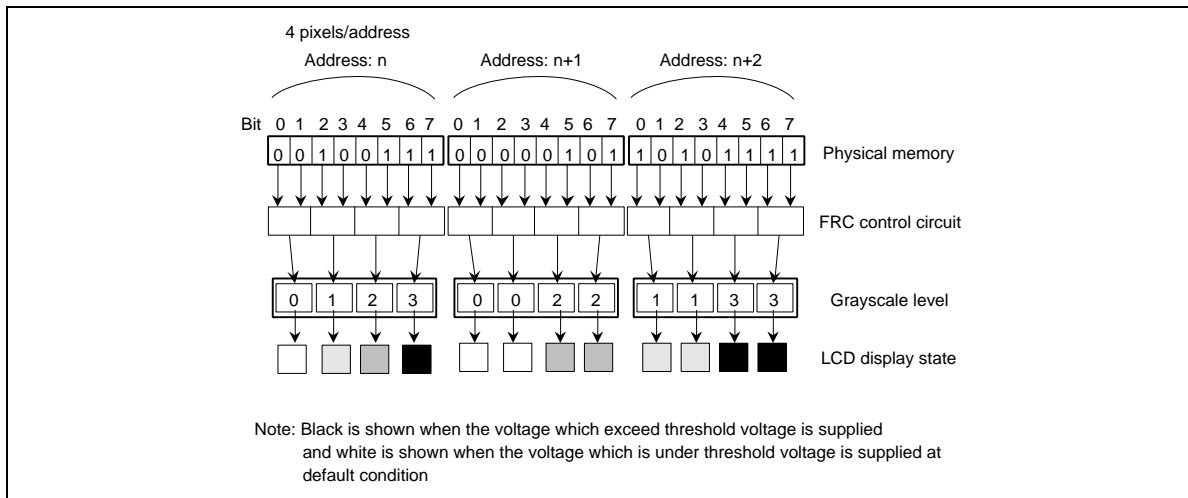 4 pixels/address
Address: n Address: n+1 Address: n+2
Bit 0 1 2 3 4 5 6 7 0 1 2 3 4 5 6 7 0 1 2 3 4 5 6 7
0 0 1 0 0 1 1 1 0 0 0 0 0 1 0 1 1 0 1 0 1 1 1 1 Physical memory
FRC control circuit
0 1 2 3 0 0 2 2 1 1 3 3 Grayscale level
LCD display state
Note: Black is shown when the voltage which exceed threshold voltage is supplied
and white is shown when the voltage which is under threshold voltage is supplied at
default condition